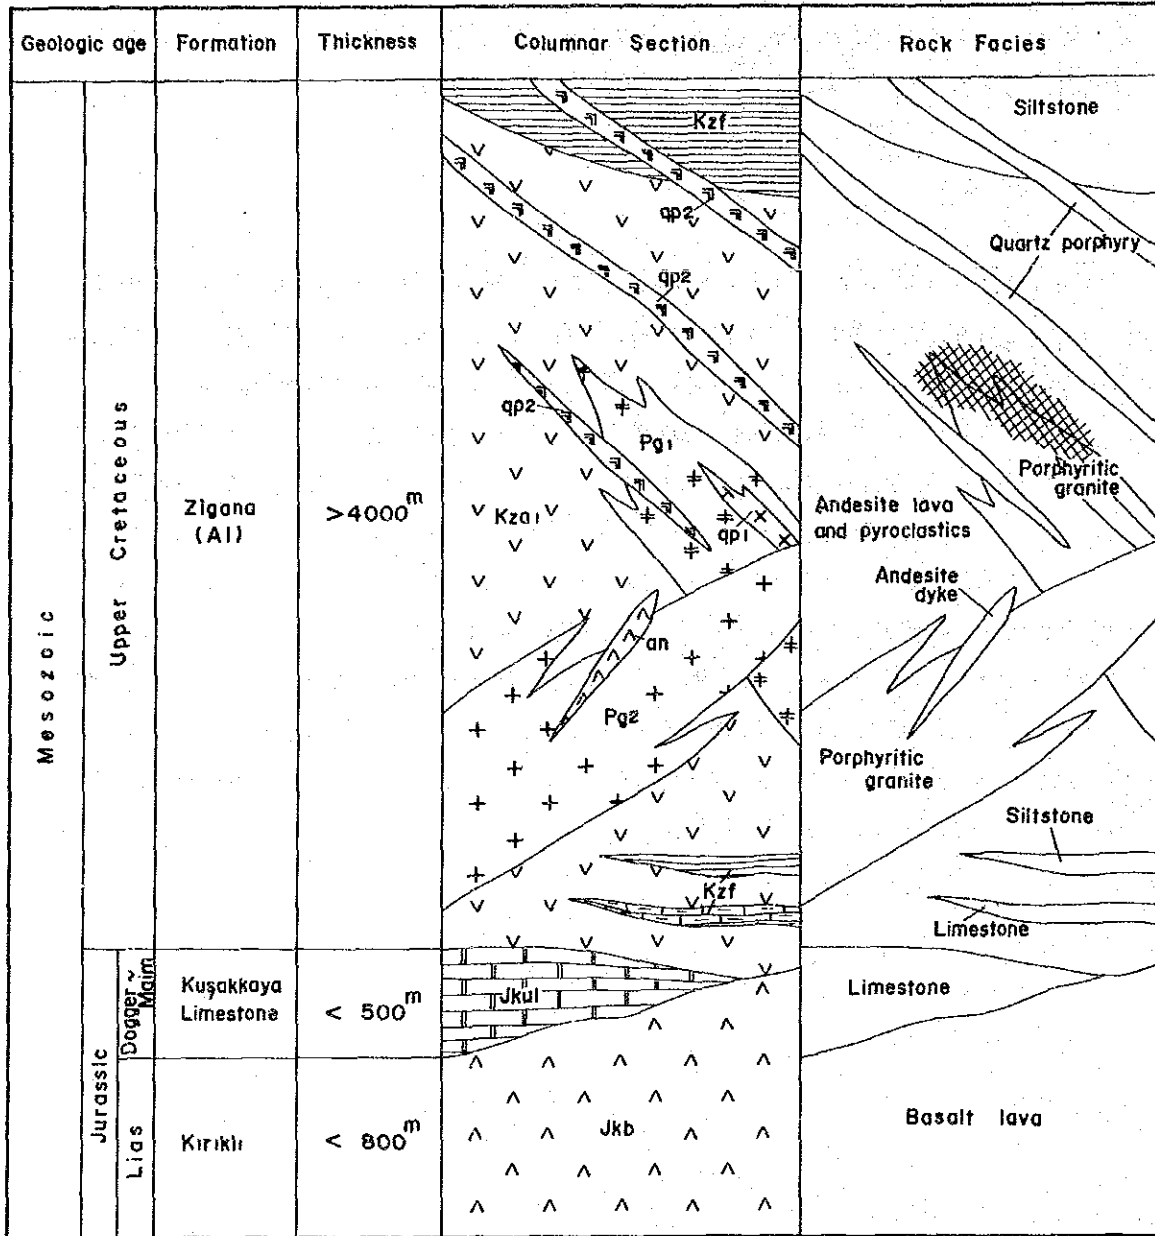 Geologic age
Formation
Thickness
Columnar Section
Rock Facies
Mesozoic
Upper Cretaceous
Zigana
(A1)
>4000m
Kzf
qp2
qp2
qp2
Pg1
Kza1
qp1
an
Pg2
Kzf
Siltstone
Quartz porphyry
Porphyritic
granite
Andesite lava
and pyroclastics
Andesite
dyke
Porphyritic
granite
Siltstone
Limestone
Jurassic
Dogger ~
Malm
Kuşakkaya
Limestone
< 500m
Jkul
Limestone
Lias
Kırıklı
< 800m
Jkb
Basalt lava